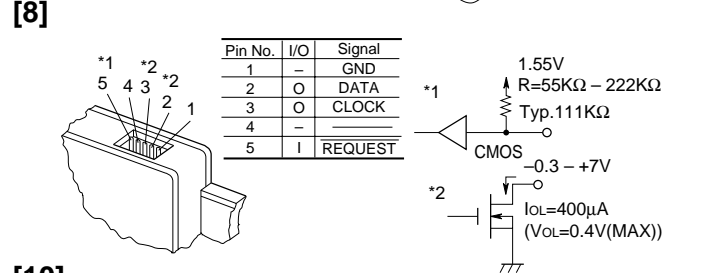 [8]
*1
*2
5 4 3 *2
2
1
Pin No. I/O Signal
1 – GND
2 O DATA
3 O CLOCK
4 – ———
5 I REQUEST
*1
1.55V
R=55KΩ – 222KΩ
Typ.111KΩ
CMOS
–0.3 – +7V
*2
IOL=400µA
(VOL=0.4V(MAX))